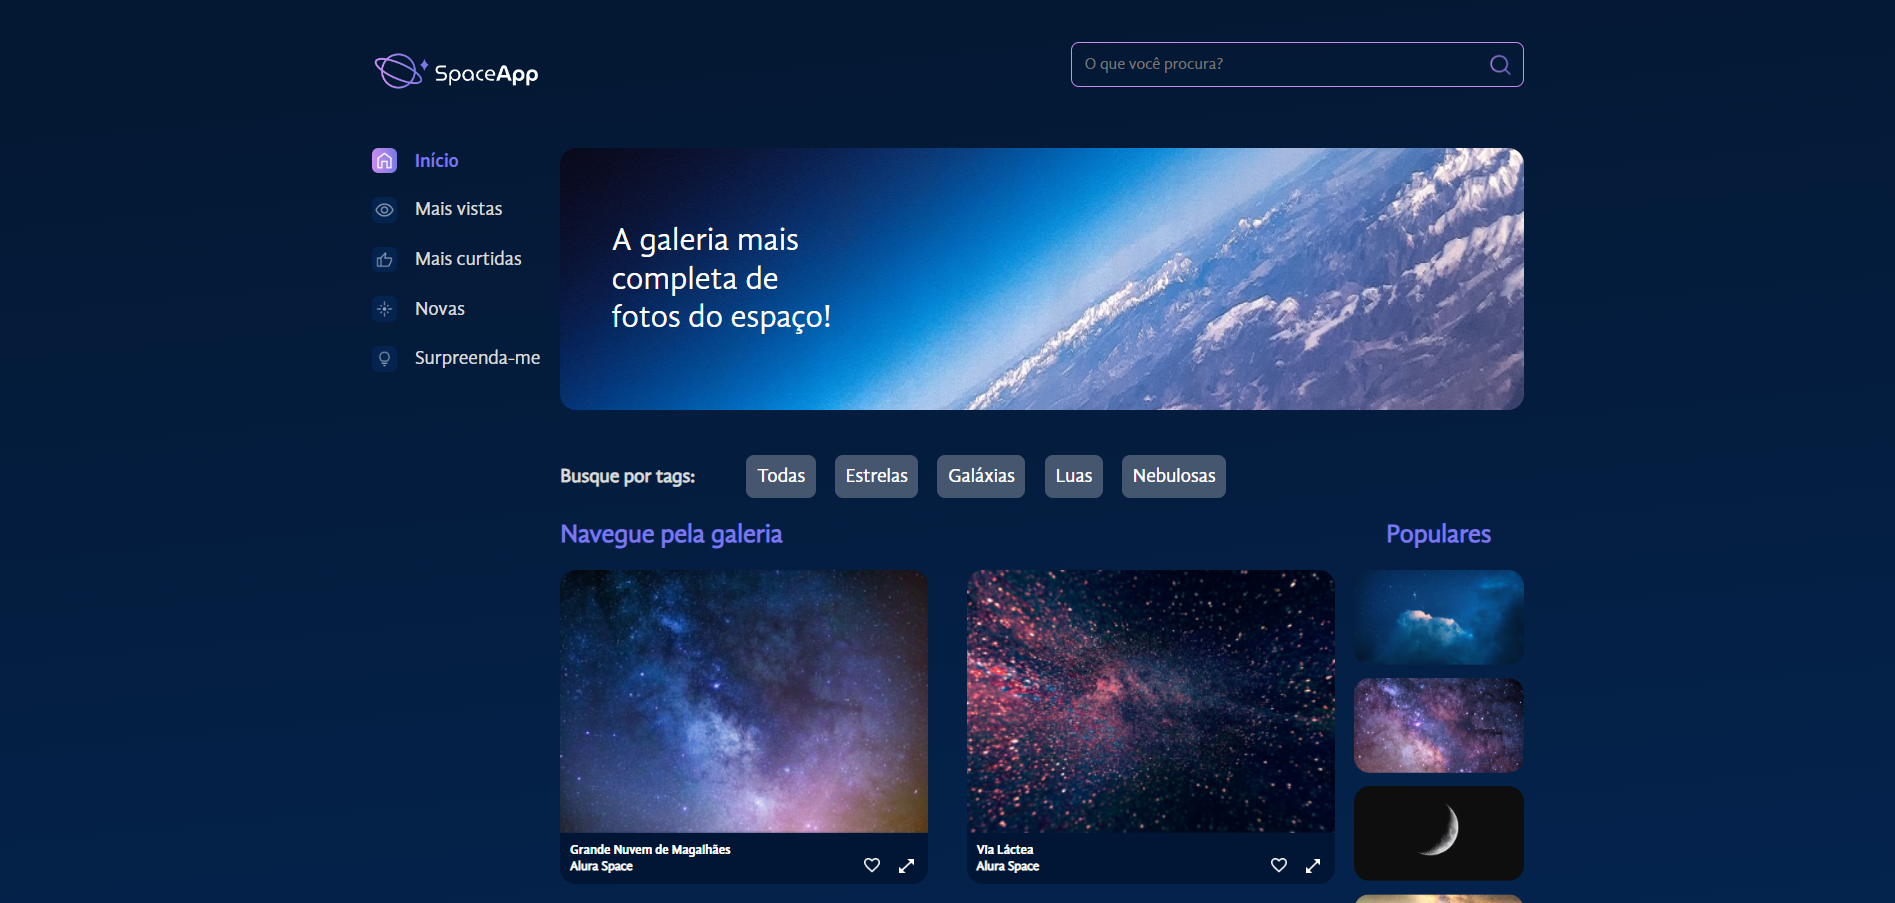 SpaceApp
O que você procura?
Início
Mais vistas
Mais curtidas
Novas
Surpreenda-me
A galeria mais
completa de
fotos do espaço!
Busque por tags:
Todas
Estrelas
Galáxias
Luas
Nebulosas
Navegue pela galeria
Populares
Grande Nuvem de Magalhães
Alura Space
Via Láctea
Alura Space